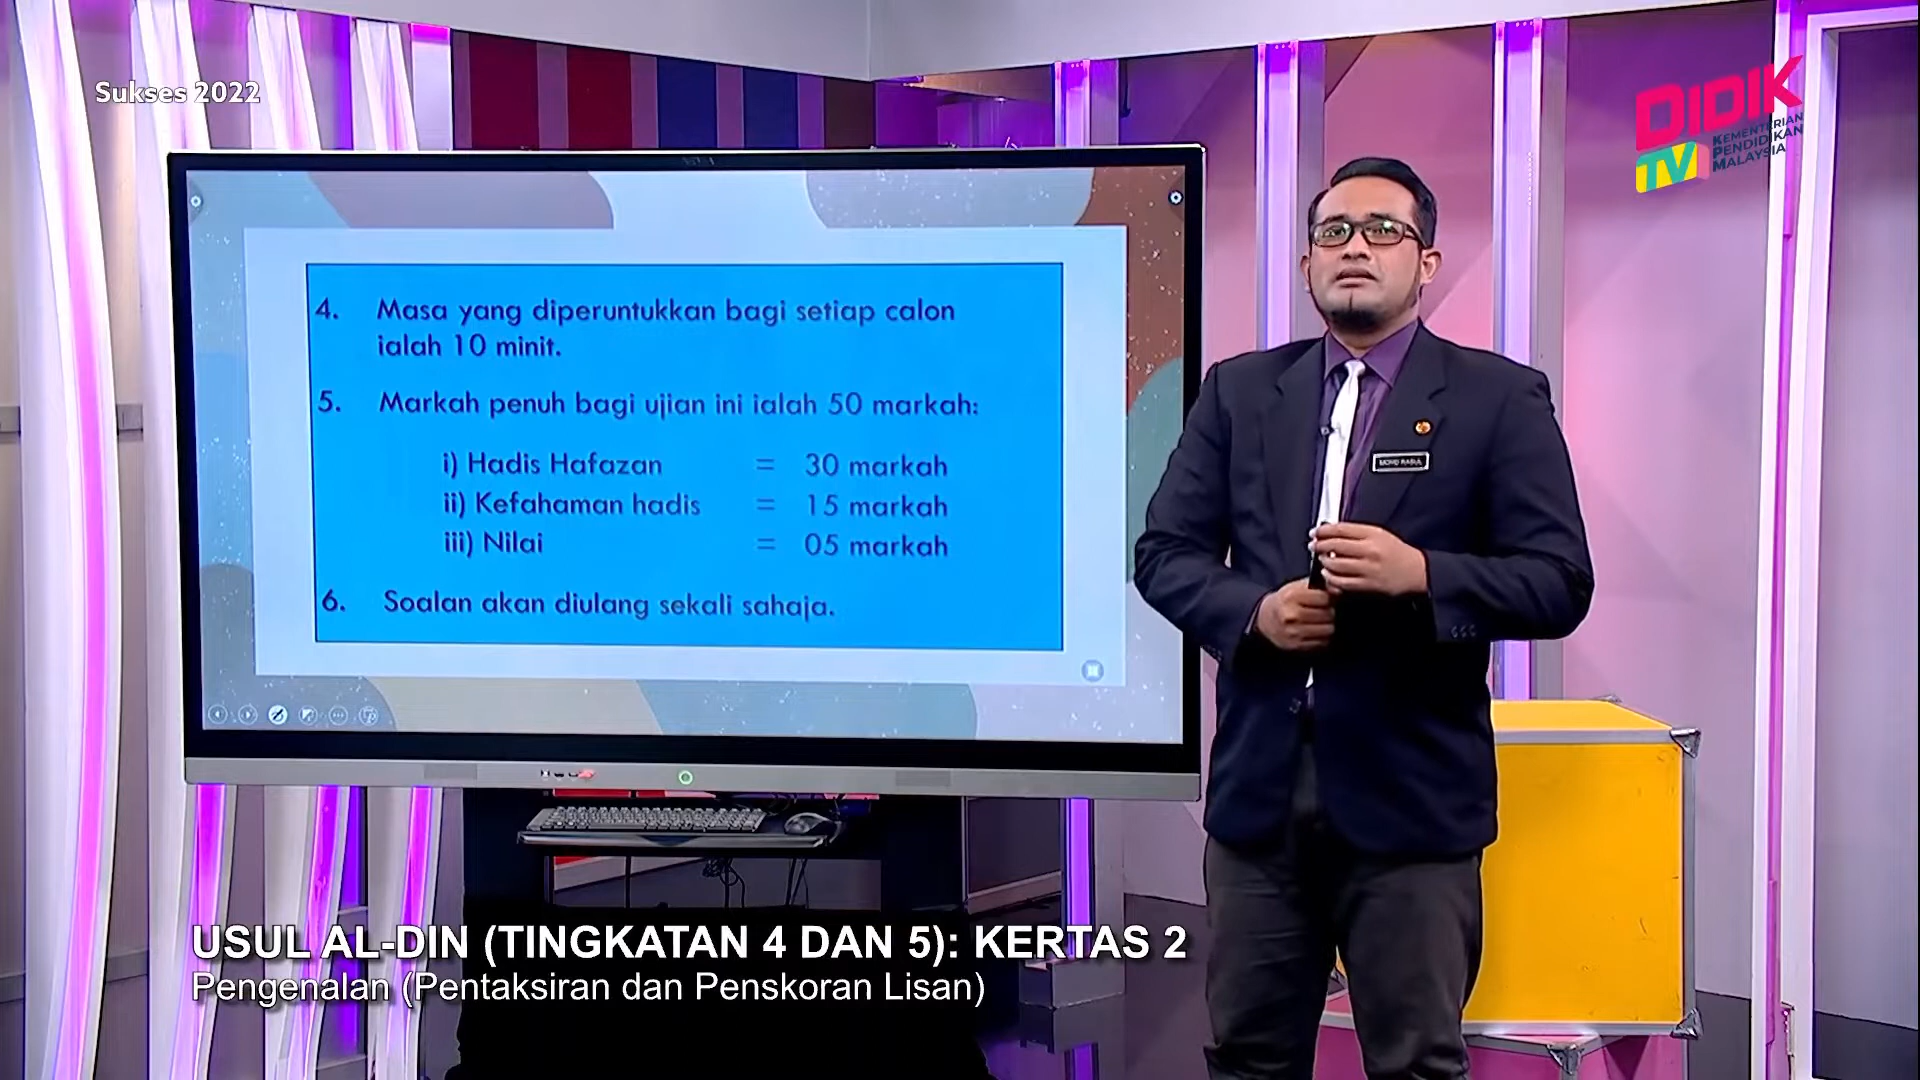 Sukses 2022
DIDIK
TV
KEMENTERIAN
PENDIDIKAN
MALAYSIA
4. Masa yang diperuntukkan bagi setiap calon
ialah 10 minit.
5. Markah penuh bagi ujian ini ialah 50 markah:
i) Hadis Hafazan = 30 markah
ii) Kefahaman hadis = 15 markah
iii) Nilai = 05 markah
6. Soalan akan diulang sekali sahaja.
MOHD RASUL
USUL AL-DIN (TINGKATAN 4 DAN 5): KERTAS 2
Pengenalan (Pentaksiran dan Penskoran Lisan)